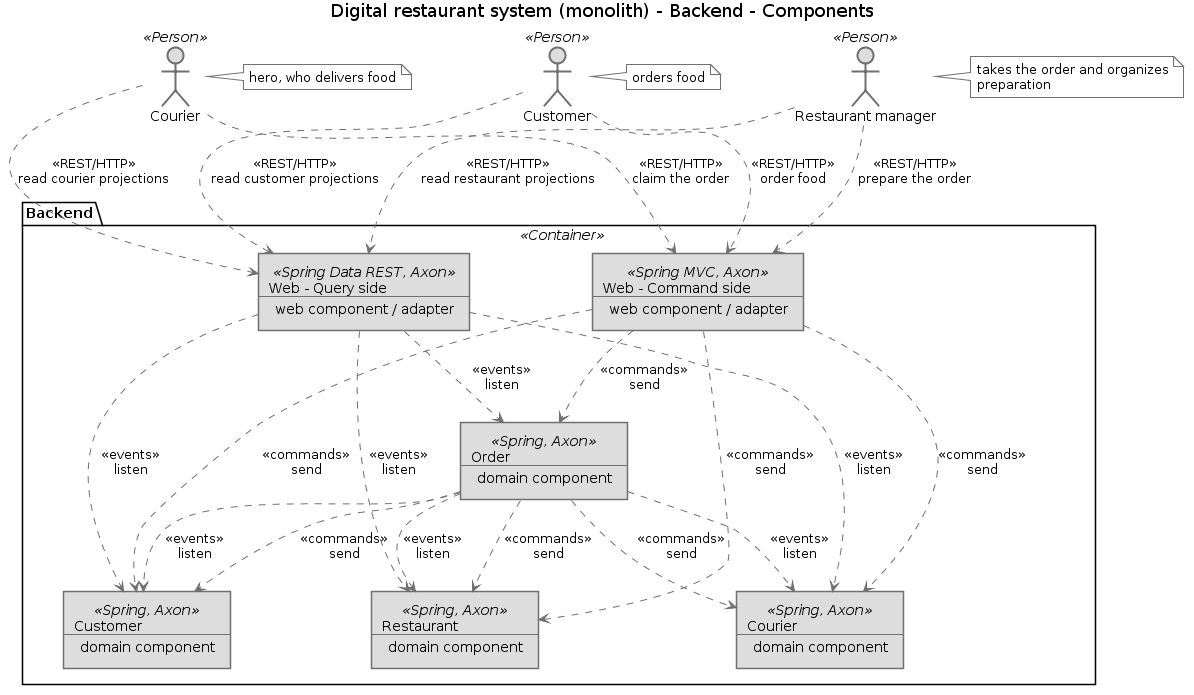 Digital restaurant system (monolith) - Backend - Components
«Person»
Courier
hero, who delivers food
«Person»
Customer
orders food
«Person»
Restaurant manager
takes the order and organizes
preparation
«REST/HTTP»
read courier projections
«REST/HTTP»
read customer projections
«REST/HTTP»
read restaurant projections
«REST/HTTP»
claim the order
«REST/HTTP»
order food
«REST/HTTP»
prepare the order
Backend
«Container»
«Spring Data REST, Axon»
Web - Query side
web component / adapter
«Spring MVC, Axon»
Web - Command side
web component / adapter
«events»
listen
«commands»
send
«Spring, Axon»
Order
domain component
«events»
listen
«commands»
send
«events»
listen
«commands»
send
«events»
listen
«commands»
send
«events»
listen
«commands»
send
«events»
listen
«commands»
send
«commands»
send
«events»
listen
«Spring, Axon»
Customer
domain component
«Spring, Axon»
Restaurant
domain component
«Spring, Axon»
Courier
domain component